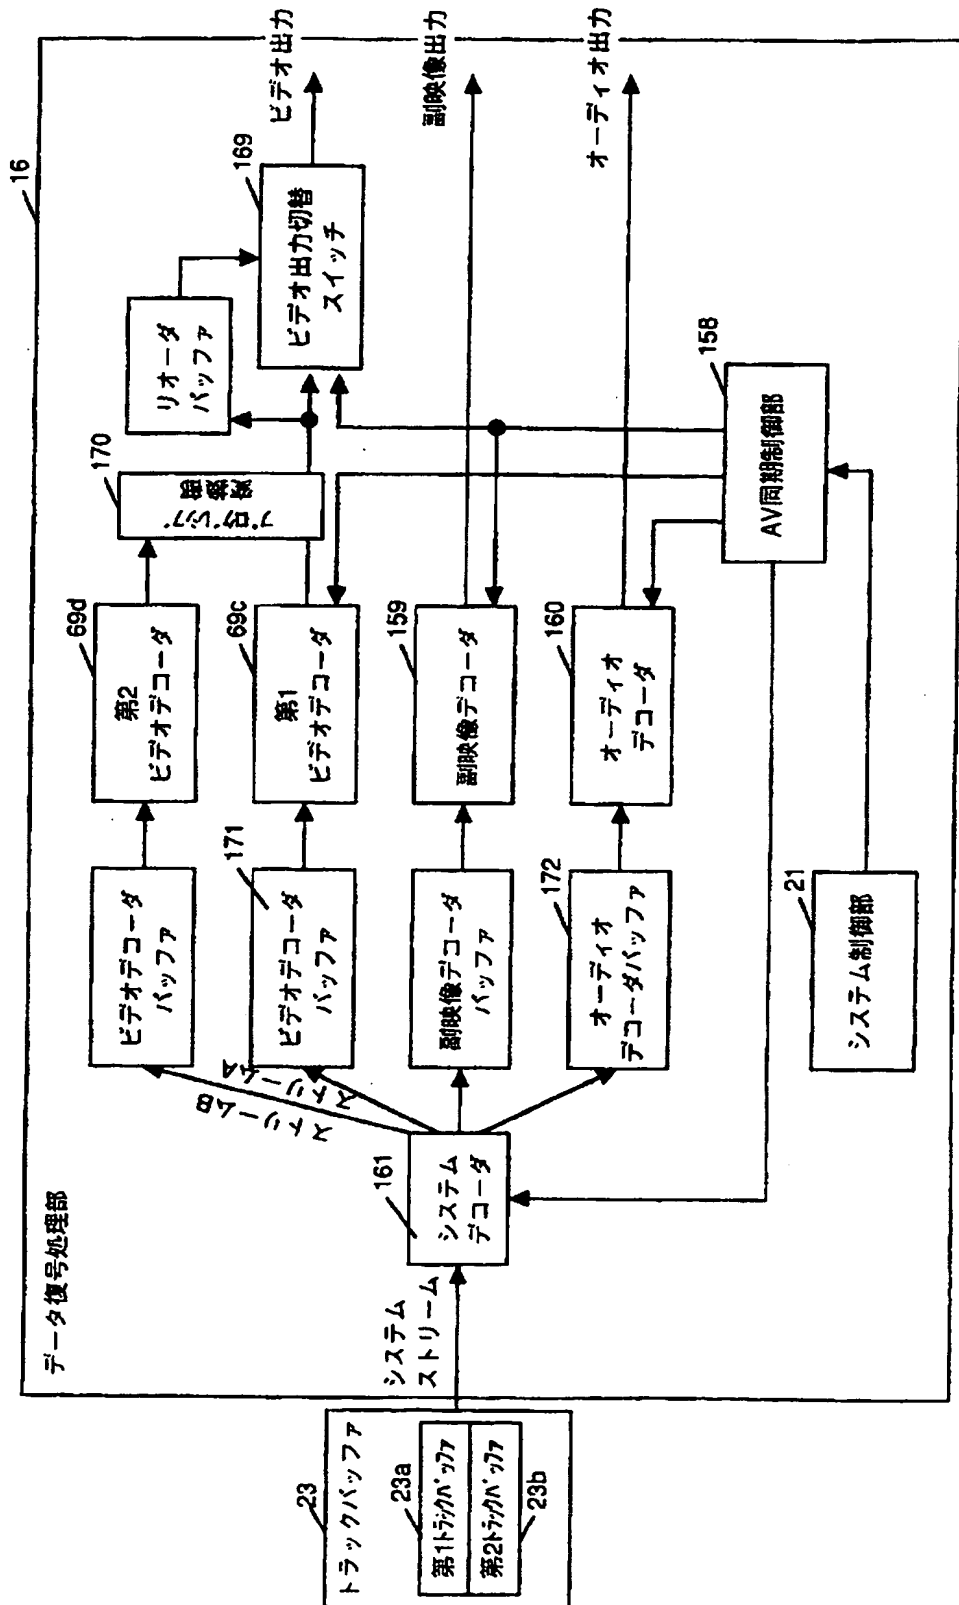 データ復号処理部
16
23
トラックバッファ
23a
第1トラックバッファ
第2トラックバッファ
23b
システム
ストリーム
161
システム
デコーダ
ストリームB
ストリームA
ビデオデコーダ
バッファ
171
ビデオデコーダ
バッファ
副映像デコーダ
バッファ
172
オーディオ
デコーダバッファ
21
システム制御部
69d
第2
ビデオデコーダ
69c
第1
ビデオデコーダ
159
副映像デコーダ
160
オーディオ
デコーダ
158
AV同期制御部
170
リオーダ
バッファ
169
ビデオ出力切替
スイッチ
ビデオ出力
副映像出力
オーディオ出力